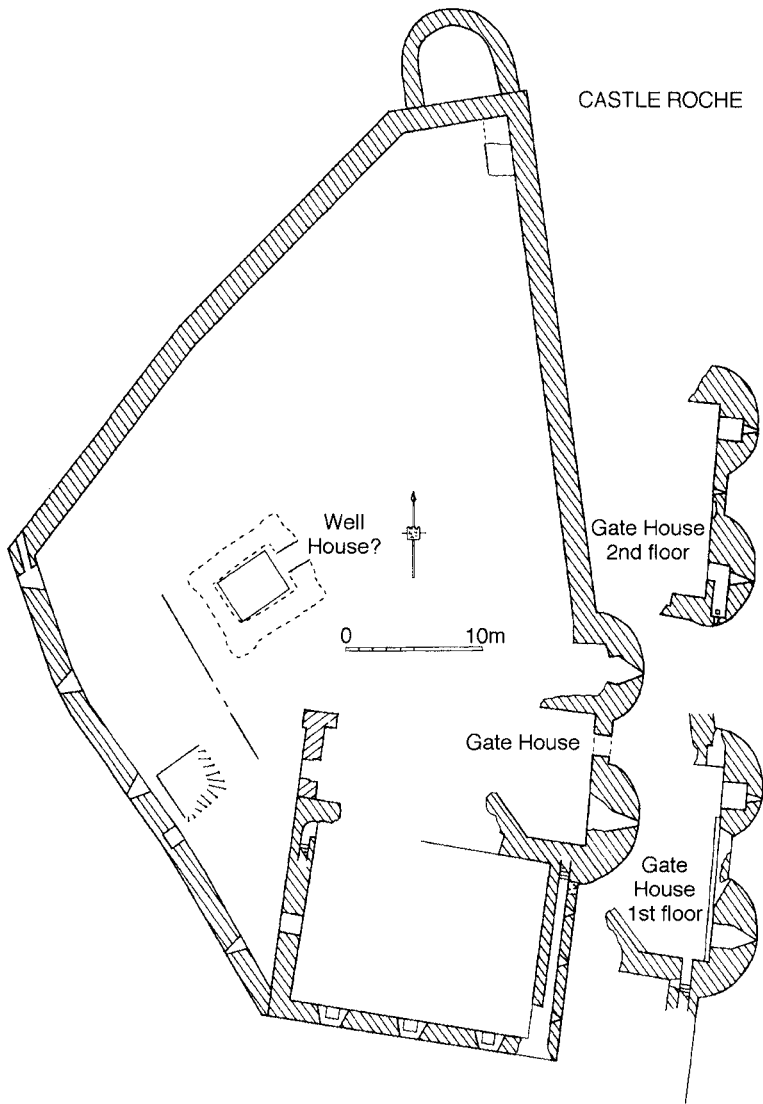 CASTLE ROCHE
Well
House?
Gate House
2nd floor
0 10m
Gate House
Gate
House
1st floor